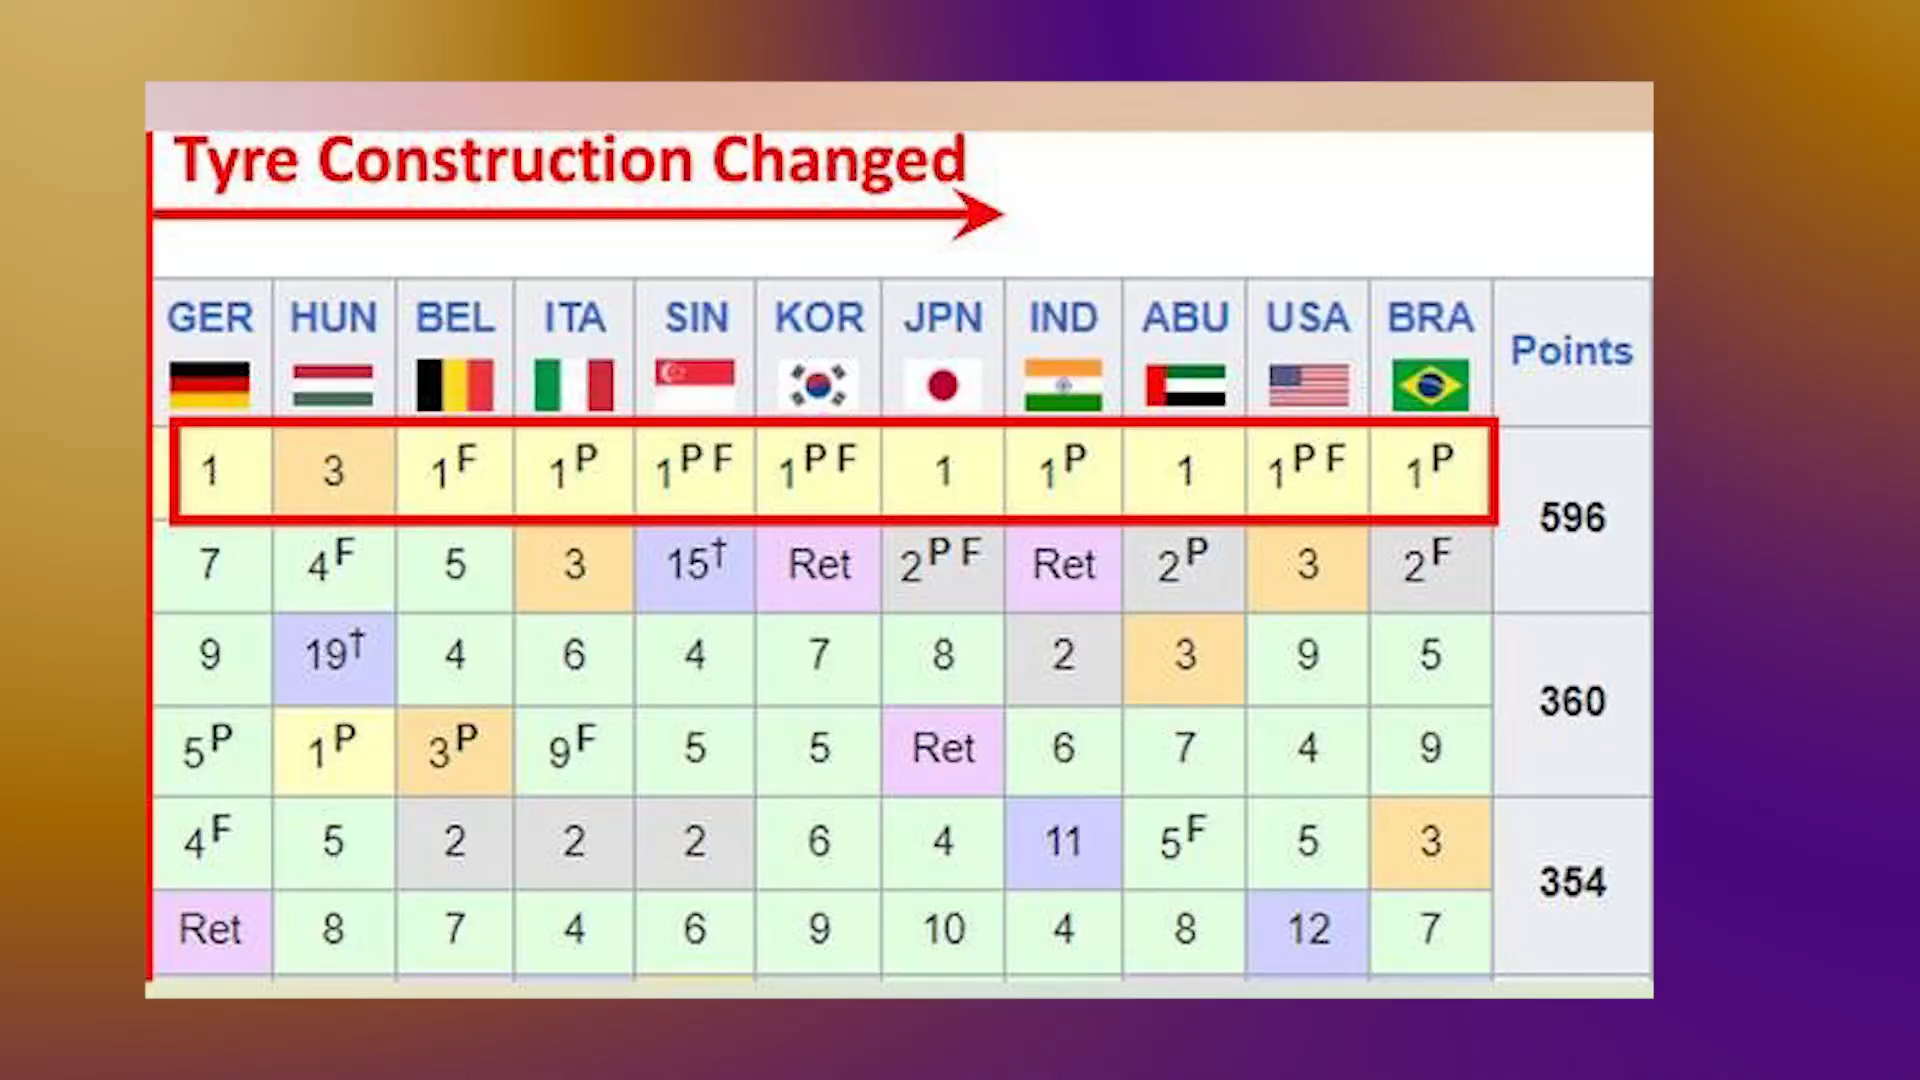 Tyre Construction Changed
GER HUN BEL ITA SIN KOR JPN IND ABU USA BRA Points
1 3 1F 1P 1P F 1P F 1 1P 1 1P F 1P
596
7 4F 5 3 15† Ret 2P F Ret 2P 3 2F
9 19† 4 6 4 7 8 2 3 9 5
360
5P 1P 3P 9F 5 5 Ret 6 7 4 9
4F 5 2 2 2 6 4 11 5F 5 3
354
Ret 8 7 4 6 9 10 4 8 12 7